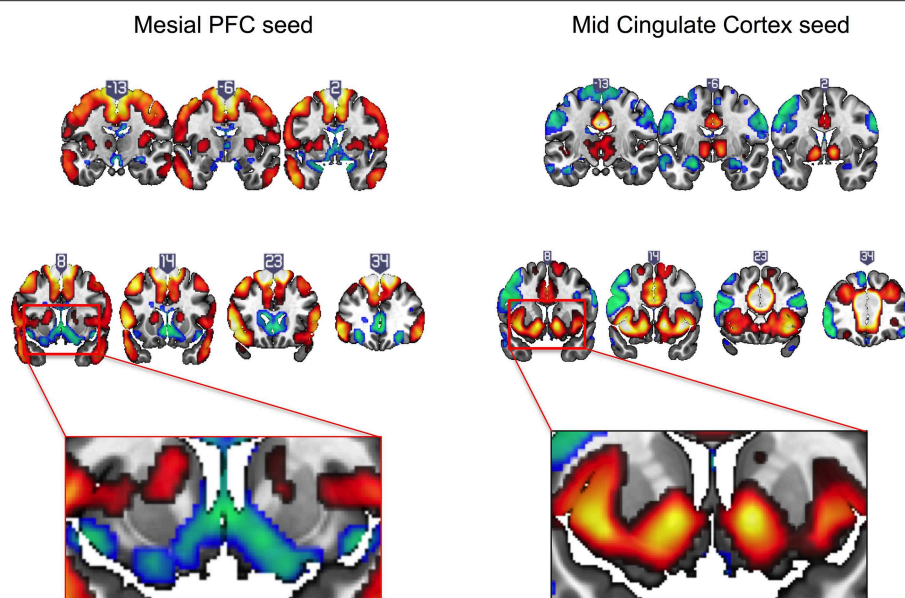 Mesial PFC seed
Mid Cingulate Cortex seed
-13 -6 2
-13 -6 2
8 14 23 34
8 14 23 34